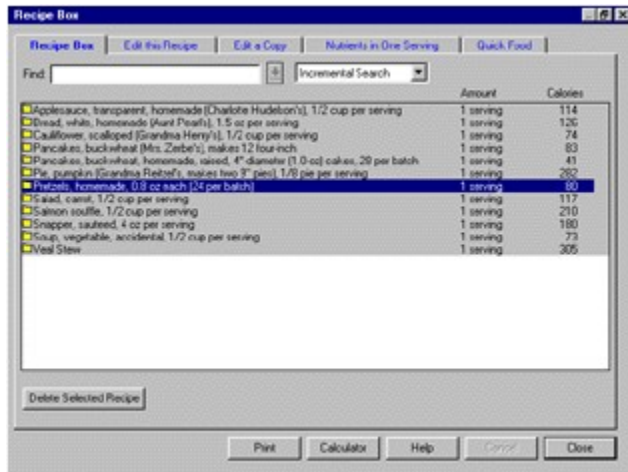 Recipe Box
Recipe Box Edit this Recipe Edit a Copy Nutrients in One Serving Quick Food
Find: Incremental Search
Amount Calories
Applesauce, transparent, homemade (Charlotte Hudelson's), 1/2 cup per serving 1 serving 114
Bread, white, homemade (Aunt Pearl's), 1.5 oz per serving 1 serving 126
Cauliflower, scalloped (Grandma Henry's), 1/2 cup per serving 1 serving 74
Pancakes, buckwheat (Mrs. Zerbe's), makes 12 four-inch 1 serving 83
Pancakes, buckwheat, homemade, raised, 4" diameter (1.0-oz) cakes, 28 per batch 1 serving 41
Pie, pumpkin (Grandma Reitzel's, makes two 9" pies), 1/8 pie per serving 1 serving 282
Pretzels, homemade, 0.8 oz each (24 per batch) 1 serving 80
Salad, carrot, 1/2 cup per serving 1 serving 117
Salmon souffle, 1/2 cup per serving 1 serving 210
Snapper, sauteed, 4 oz per serving 1 serving 180
Soup, vegetable, accidental, 1/2 cup per serving 1 serving 73
Veal Stew 1 serving 305
Delete Selected Recipe
Print Calculator Help Cancel Close